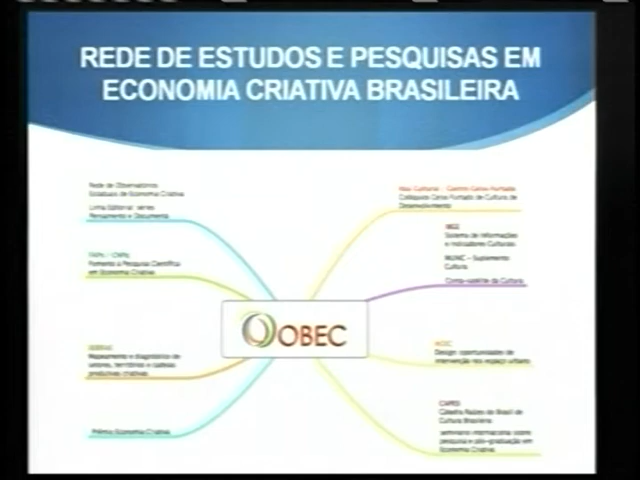 REDE DE ESTUDOS E PESQUISAS EM
ECONOMIA CRIATIVA BRASILEIRA
Rede de Observatórios
Estaduais de Economia Criativa
Linha Editorial: séries
Pensamento e Documenta
FAPs / CNPq
Fomento à Pesquisa Científica
em Economia Criativa
SEBRAE
Mapeamento e diagnóstico de
setores, territórios e cadeias
produtivas criativas
Prêmio Economia Criativa
OBEC
Colóquios Celso Furtado de Cultura de
Desenvolvimento
IBGE
Sistema de Informações
e Indicadores Culturais
MUNIC - Suplemento
Cultura
Conta-satélite da Cultura
Design: oportunidades de
intervenção nos espaço urbano
CAPES
Cátedra Raízes do Brasil de
Cultura Brasileira
seminário internacional sobre
pesquisa e pós-graduação em
Economia Criativa